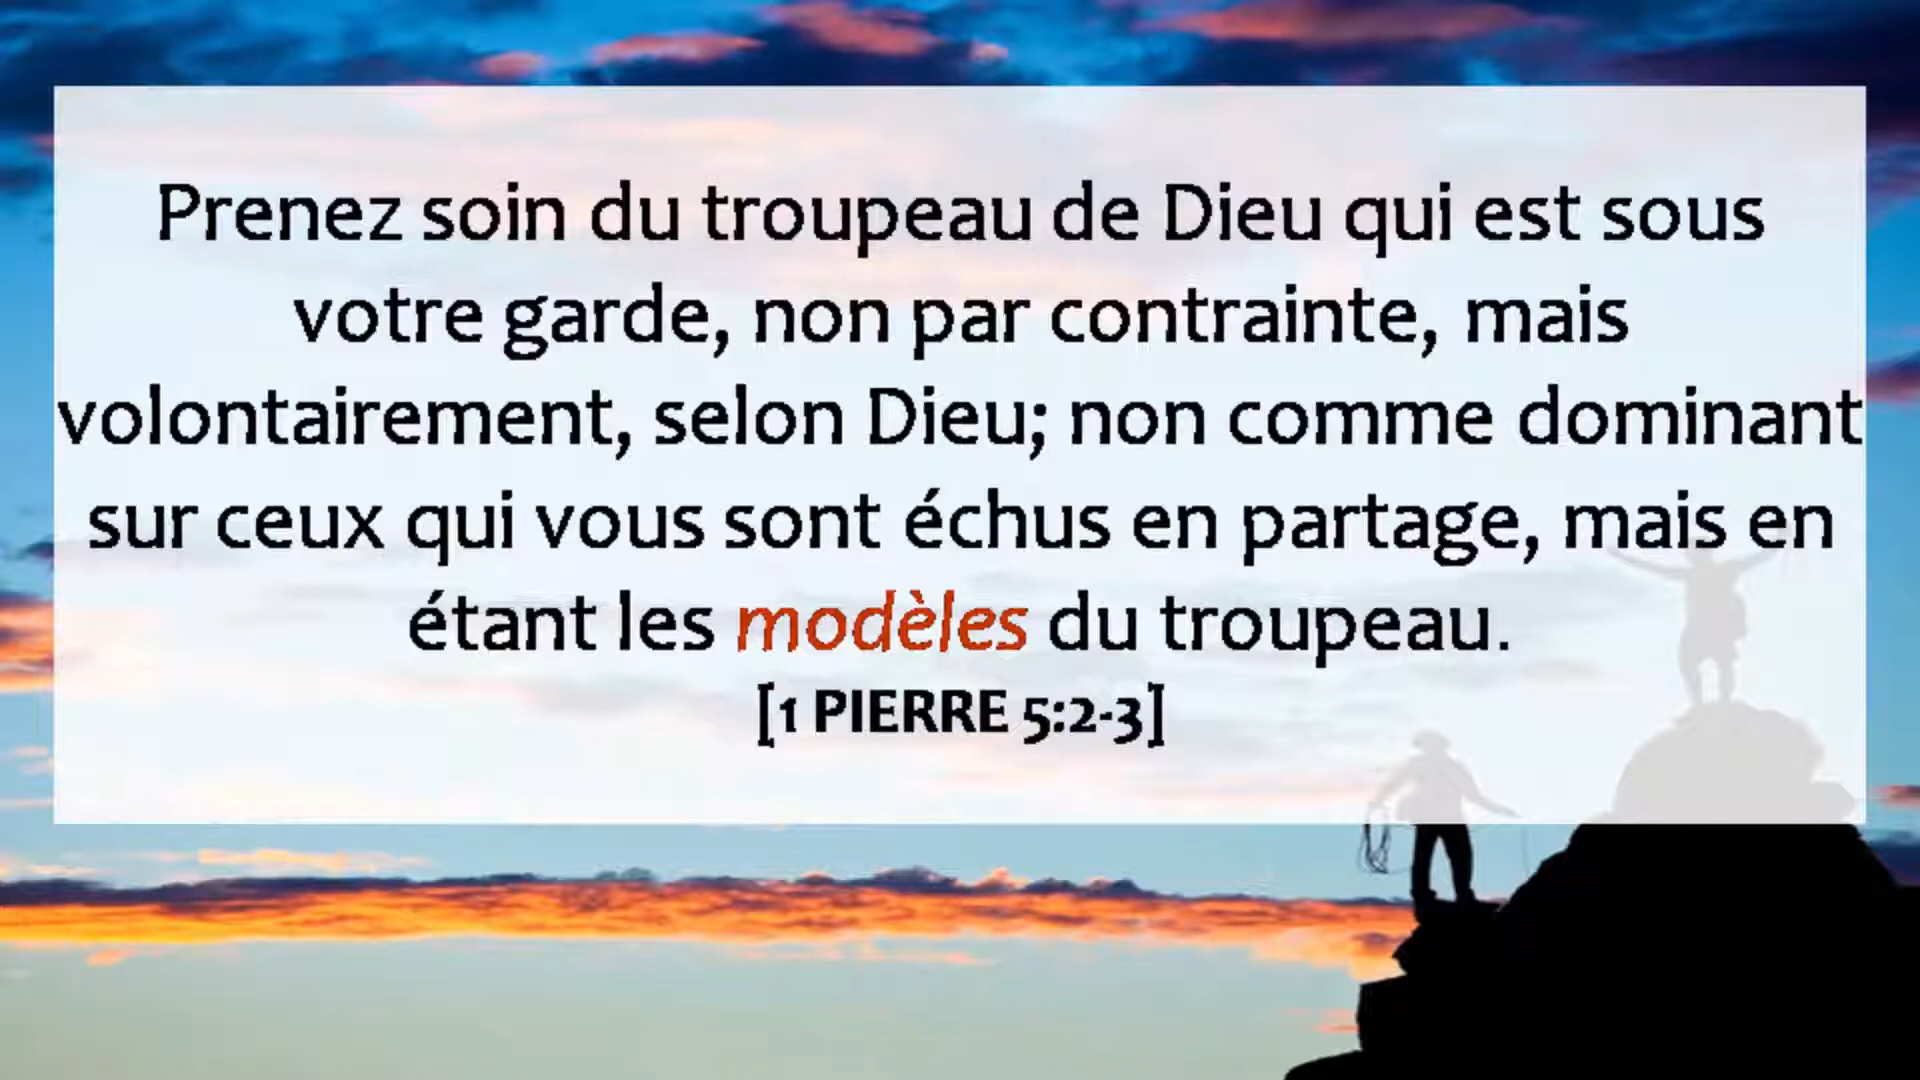 Prenez soin du troupeau de Dieu qui est sous
votre garde, non par contrainte, mais
volontairement, selon Dieu; non comme dominant
sur ceux qui vous sont échus en partage, mais en
étant les modèles du troupeau.
[1 PIERRE 5:2-3]